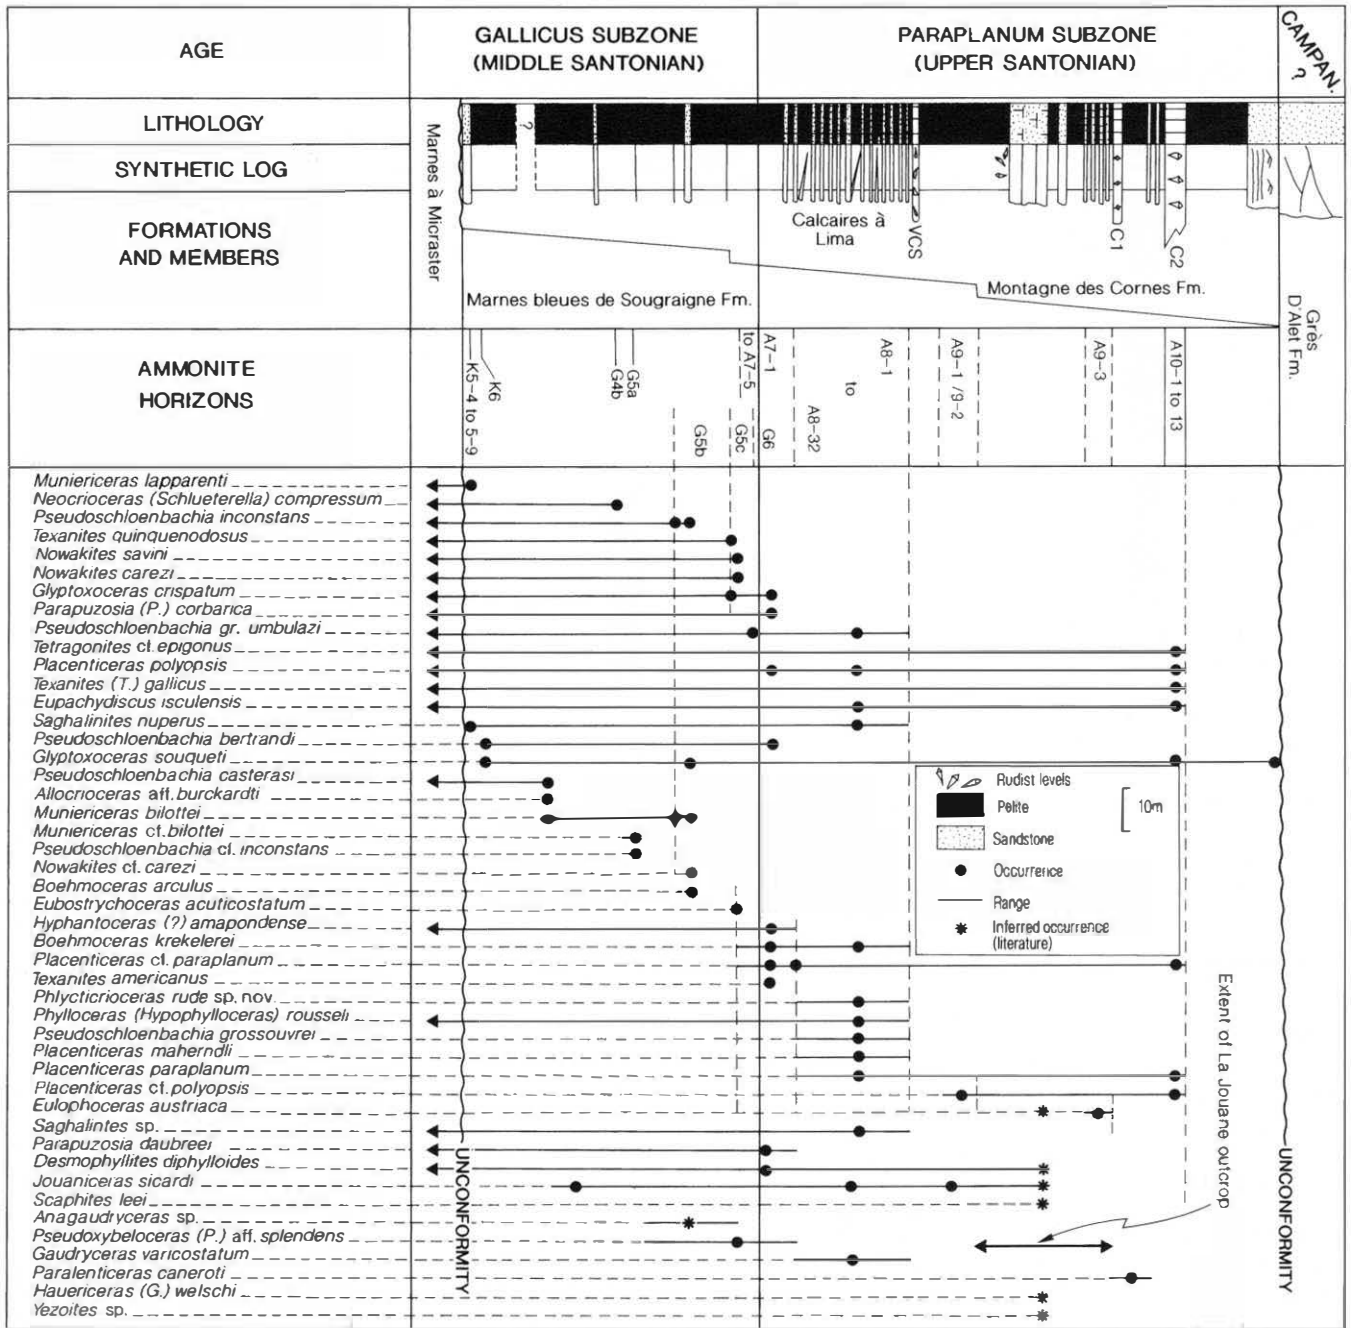 AGE
GALLICUS SUBZONE
(MIDDLE SANTONIAN)
PARAPLANUM SUBZONE
(UPPER SANTONIAN)
CAMPAN.
?
LITHOLOGY
?
SYNTHETIC LOG
FORMATIONS
AND MEMBERS
Marnes à Micraster
Marnes bleues de Sougraigne Fm.
Calcaires à
Lima
VCS
C1
C2
Montagne des Cornes Fm.
Grès
D'Alet Fm.
AMMONITE
HORIZONS
K5-4 to 5-9
K6
G4b
G5a
G5b
G5c
A7-1
to A7-5
G6
A8-32
to
A8-1
A9-1 /9-2
A9-3
A10-1 to 13
Muniericeras lapparenti
Neocrioceras (Schlueterella) compressum
Pseudoschloenbachia inconstans
Texanites quinquenodosus
Nowakites savini
Nowakites carezi
Glyptoxoceras crispatum
Parapuzosia (P.) corbarica
Pseudoschloenbachia gr. umbulazi
Tetragonites cf. epigonus
Placenticeras polyopsis
Texanites (T.) gallicus
Eupachydiscus isculensis
Saghalinites nuperus
Pseudoschloenbachia bertrandi
Glyptoxoceras souqueti
Pseudoschloenbachia casterasi
Allocrioceras aff. burckardti
Muniericeras bilottei
Muniericeras cf. bilottei
Pseudoschloenbachia cf. inconstans
Nowakites cf. carezi
Boehmoceras arculus
Eubostrychoceras acuticostatum
Hyphantoceras (?) amapondense
Boehmoceras krekelerei
Placenticeras cf. paraplanum
Texanites americanus
Phlycticrioceras rude sp. nov.
Phylloceras (Hypophylloceras) rousseli
Pseudoschloenbachia grossouvrei
Placenticeras maherndli
Placenticeras paraplanum
Placenticeras cf. polyopsis
Eulophoceras austriaca
Saghalintes sp.
Parapuzosia daubreei
Desmophyllites diphylloides
Jouaniceras sicardi
Scaphites leei
Anagaudryceras sp.
Pseudoxybeloceras (P.) aff. splendens
Gaudryceras varicostatum
Paralenticeras caneroti
Hauericeras (G.) welschi
Yezoites sp.
Rudist levels
Pelite
10m
Sandstone
Occurrence
Range
Inferred occurrence
(literature)
Extent of La Jouane outcrop
UNCONFORMITY
UNCONFORMITY